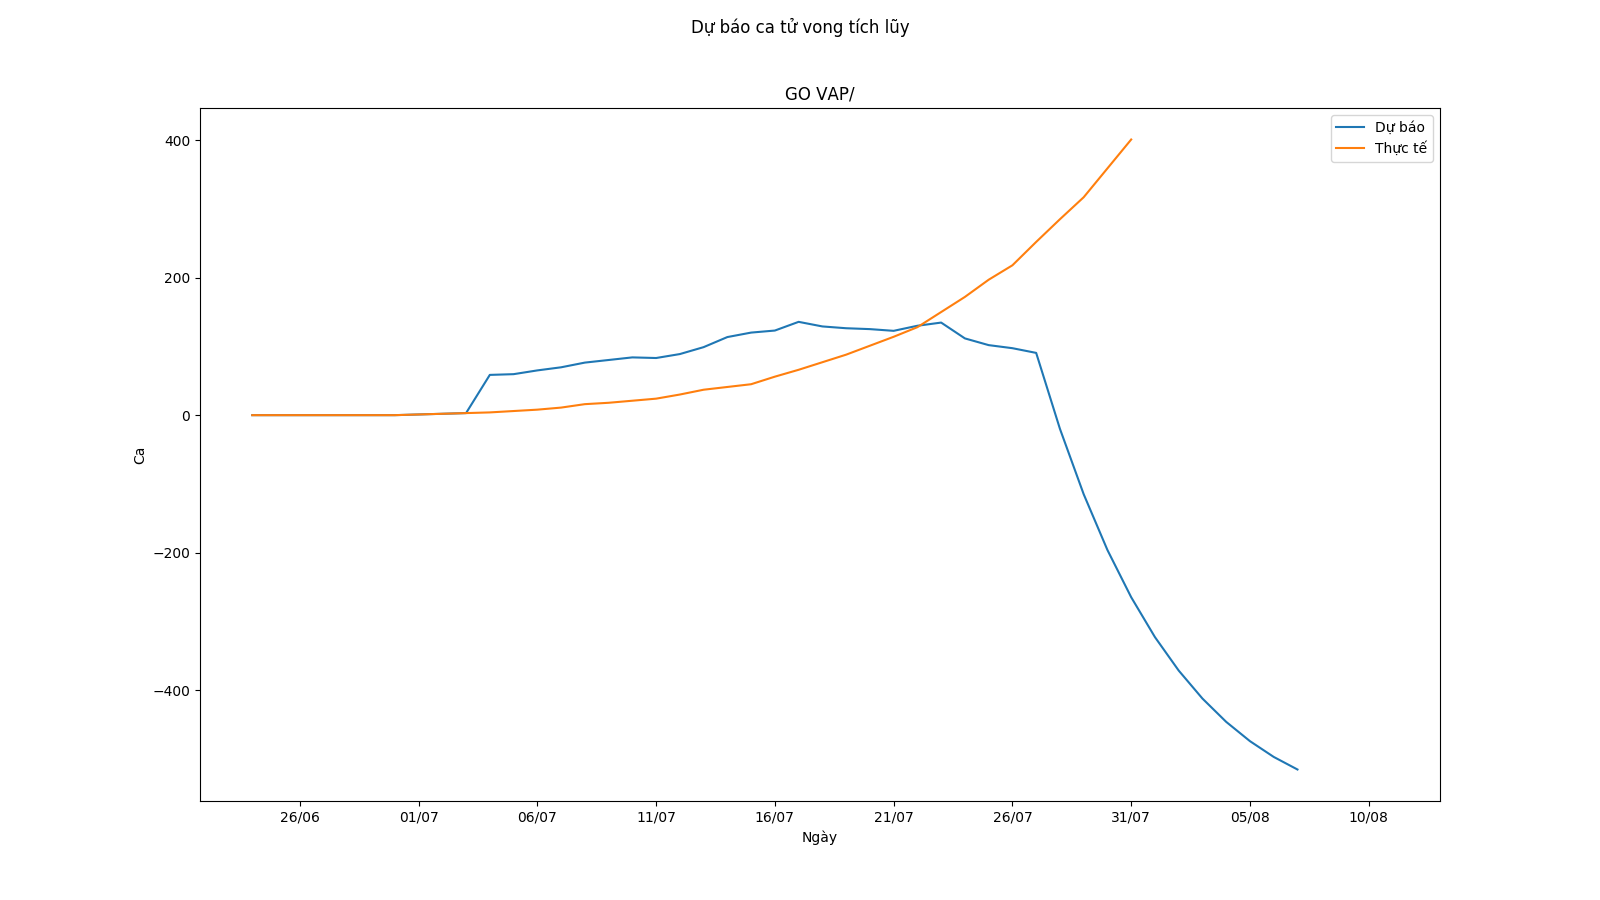 Dự báo ca tử vong tích lũy
GO VAP/
Dự báo
Thực tế
400
200
0
−200
−400
Ca
26/06
01/07
06/07
11/07
16/07
21/07
26/07
31/07
05/08
10/08
Ngày